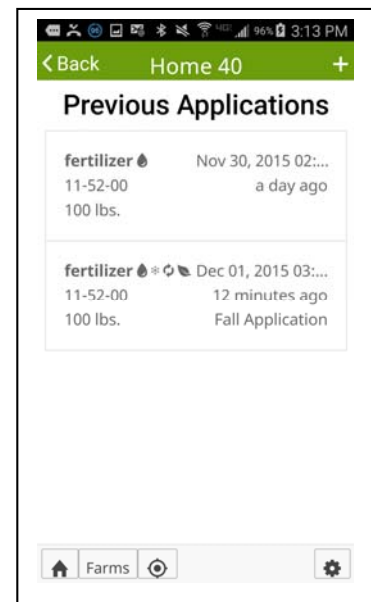 96% 3:13 PM
Back Home 40 +
Previous Applications
fertilizer Nov 30, 2015 02:...
11-52-00 a day ago
100 lbs.
fertilizer Dec 01, 2015 03:...
11-52-00 12 minutes ago
100 lbs. Fall Application
Farms